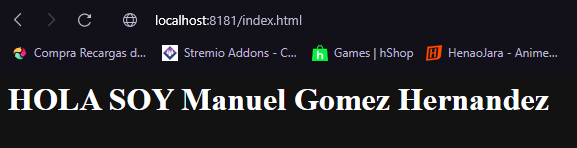 localhost:8181/index.html
Compra Recargas d... Stremio Addons - C... Games | hShop HenaoJara - Anime...
HOLA SOY Manuel Gomez Hernandez